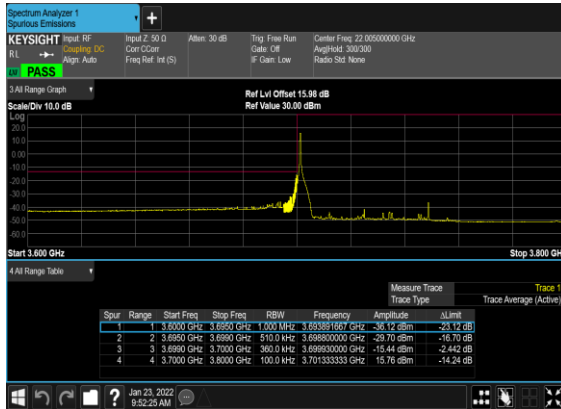 Spectrum Analyzer 1
Spurious Emissions
+
KEYSIGHT Input: RF Input Z: 50 Ω Atten: 30 dB Trig: Free Run Center Freq: 22.005000000 GHz
RL Coupling: DC Corr CCorr Gate: Off Avg|Hold: 300/300
Align: Auto Freq Ref: Int (S) IF Gain: Low Radio Std: None
LV PASS
3 All Range Graph
Ref Lvl Offset 15.98 dB
Scale/Div 10.0 dB Ref Value 30.00 dBm
Log
20.0
10.0
0.00
-10.0
-20.0
-30.0
-40.0
-50.0
-60.0
Start 3.600 GHz Stop 3.800 GH
4 All Range Table
Measure Trace Trace 1
Trace Type Trace Average (Active)
Spur Range Start Freq Stop Freq RBW Frequency Amplitude ΔLimit
1 1 3.6000 GHz 3.6950 GHz 1.000 MHz 3.693891667 GHz -36.12 dBm -23.12 dB
2 2 3.6950 GHz 3.6990 GHz 510.0 kHz 3.698800000 GHz -29.70 dBm -16.70 dB
3 3 3.6990 GHz 3.7000 GHz 360.0 kHz 3.699930000 GHz -15.44 dBm -2.442 dB
4 4 3.7000 GHz 3.8000 GHz 100.0 kHz 3.701333333 GHz 15.76 dBm -14.24 dB
? Jan 23, 2022
9:52:25 AM